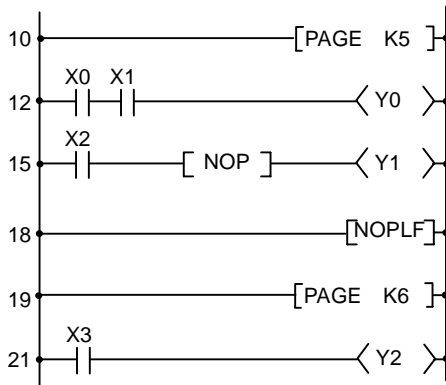 10 [PAGE K5]
X0 X1
12 Y0
X2
15 [ NOP ] Y1
18 [NOPLF]
19 [PAGE K6]
X3
21 Y2